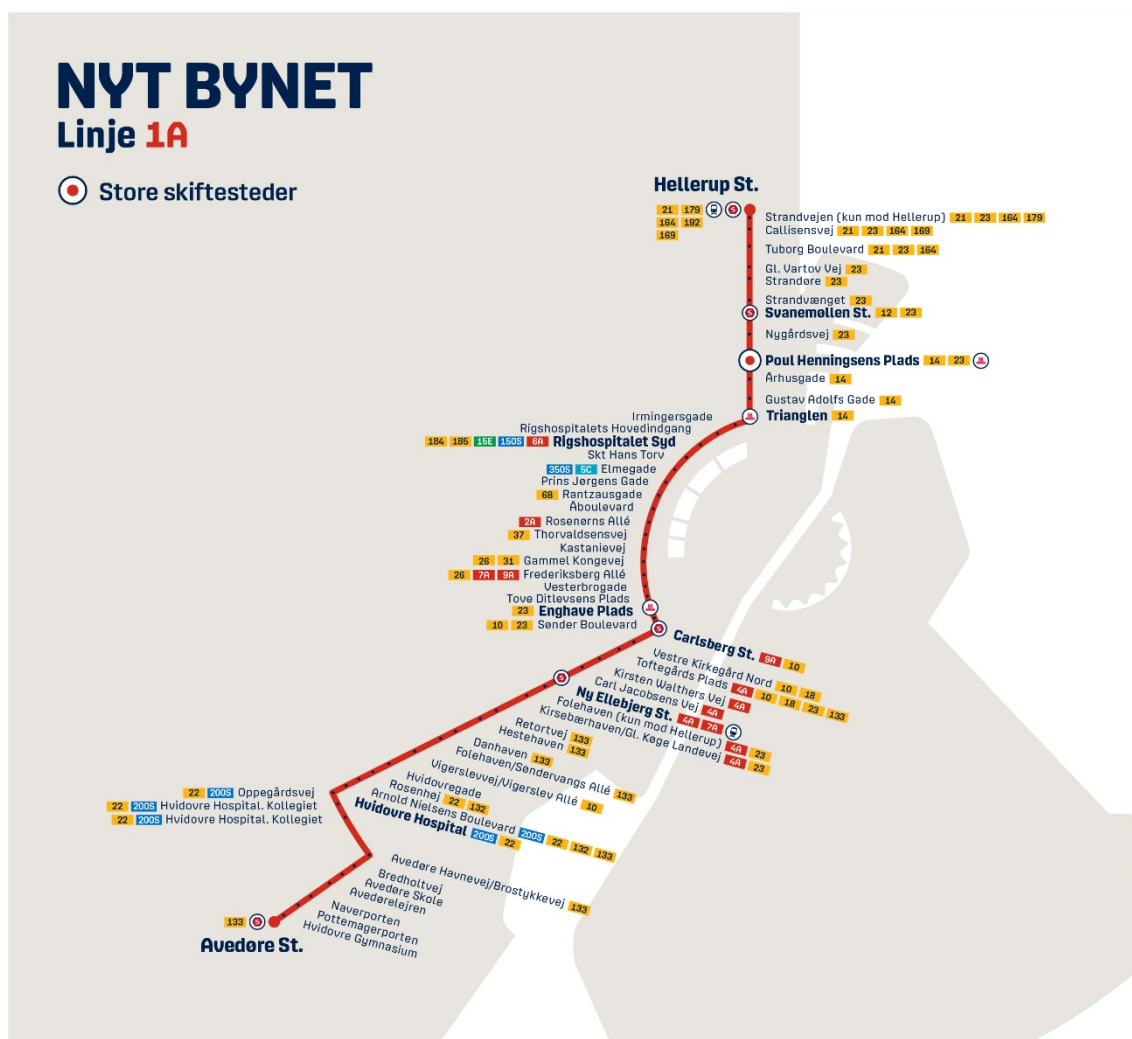 NYT BYNET
Linje 1A
Store skiftesteder
Hellerup St.
21 179 S
164 192
169
Strandvejen (kun mod Hellerup) 21 23 164 179
Callisensvej 21 23 164 169
Tuborg Boulevard 21 23 164
Gl. Vartov Vej 23
Strandøre 23
Strandvænget 23
S Svanemøllen St. 12 23
Nygårdsvej 23
Poul Henningsens Plads 14 23
Århusgade 14
Gustav Adolfs Gade 14
Trianglen 14
Irmingersgade
Rigshospitalets Hovedindgang
184 185 15E 150S 6A Rigshospitalet Syd
Skt Hans Torv
350S 5C Elmegade
Prins Jørgens Gade
68 Rantzausgade
Åboulevard
2A Rosenørns Allé
37 Thorvaldsensvej
Kastanievej
26 31 Gammel Kongevej
26 7A 9A Frederiksberg Allé
Vesterbrogade
Tove Ditlevsens Plads
23 Enghave Plads
10 23 Sønder Boulevard
S Carlsberg St. 9A 10
Vestre Kirkegård Nord 10 18
Toftegårds Plads 4A 10 18 23 133
Kirsten Walthers Vej 4A
Carl Jacobsens Vej 4A
S Ny Ellebjerg St. 4A 7A
Folehaven (kun mod Hellerup) 4A 23
Kirsebærhaven/Gl. Køge Landevej 4A 23
Retortvej 133
Hestehaven 133
Danhaven 133
Folehaven/Søndervangs Allé 133
Vigerslevvej/Vigerslev Allé 10
Hvidovregade
Rosenhøj 22 132
Arnold Nielsens Boulevard 200S 22 132 133
Hvidovre Hospital 200S 22
22 200S Oppegårdsvej
22 200S Hvidovre Hospital. Kollegiet
22 200S Hvidovre Hospital. Kollegiet
Avedøre Havnevej/Brostykkevej 133
Bredholtvej
Avedøre Skole
Avedørelejren
Naverporten
Pottemagerporten
Hvidovre Gymnasium
133 S
Avedøre St.